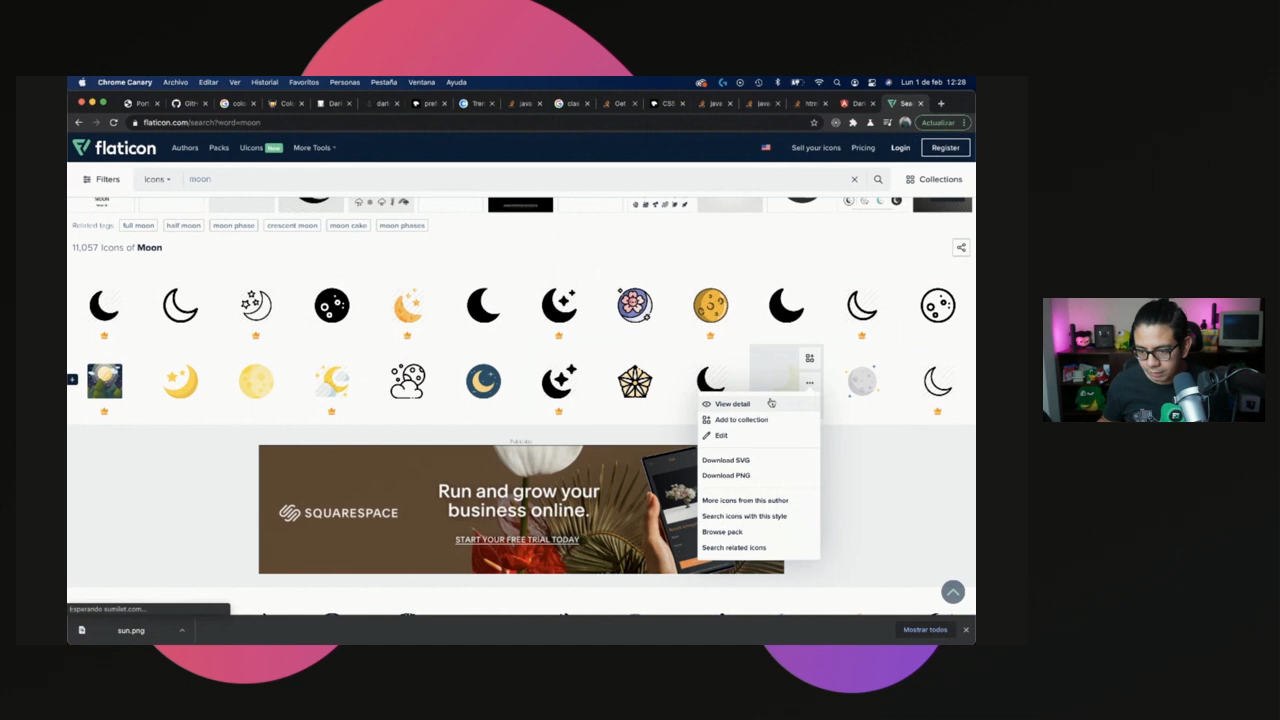 Chrome Canary Archivo Editar Ver Historial Favoritos Personas Pestaña Ventana Ayuda Lun 1 de feb 12:28
flaticon.com/search?word=moon
Actualizar
flaticon Authors Packs Uicons New More Tools Sell your icons Pricing Login Register
Filters Icons moon Collections
MOON
Related tags: full moon half moon moon phase crescent moon moon cake moon phases
11,057 Icons of Moon
View detail
Add to collection
Edit
Download SVG
Download PNG
More icons from this author
Search icons with this style
Browse pack
Search related icons
SQUARESPACE
Run and grow your
business online.
START YOUR FREE TRIAL TODAY
Esperando sumilet.com...
sun.png
Mostrar todos